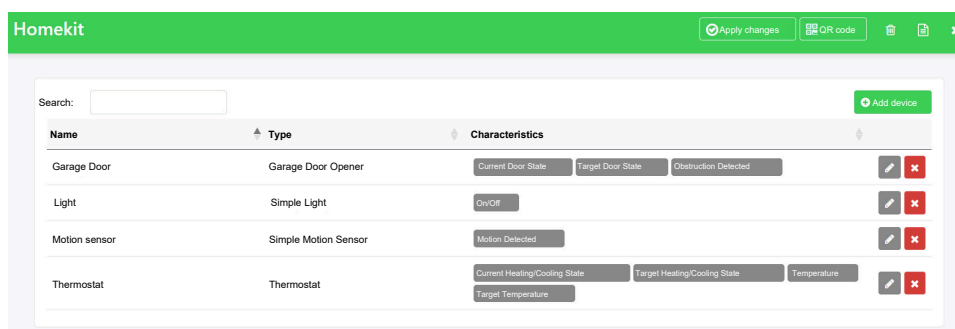 Homekit Apply changes QR code
Search: Add device
Name Type Characteristics
Garage Door Garage Door Opener Current Door State Target Door State Obstruction Detected
Light Simple Light On/Off
Motion sensor Simple Motion Sensor Motion Detected
Thermostat Thermostat Current Heating/Cooling State Target Heating/Cooling State Temperature
Target Temperature